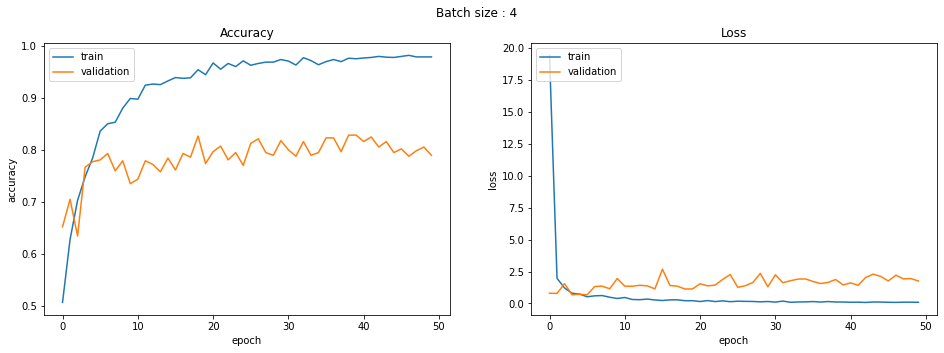 Batch size : 4
Accuracy
train
validation
1.0
0.9
0.8
0.7
0.6
0.5
accuracy
0
10
20
30
40
50
epoch
Loss
train
validation
20.0
17.5
15.0
12.5
10.0
7.5
5.0
2.5
0.0
loss
0
10
20
30
40
50
epoch